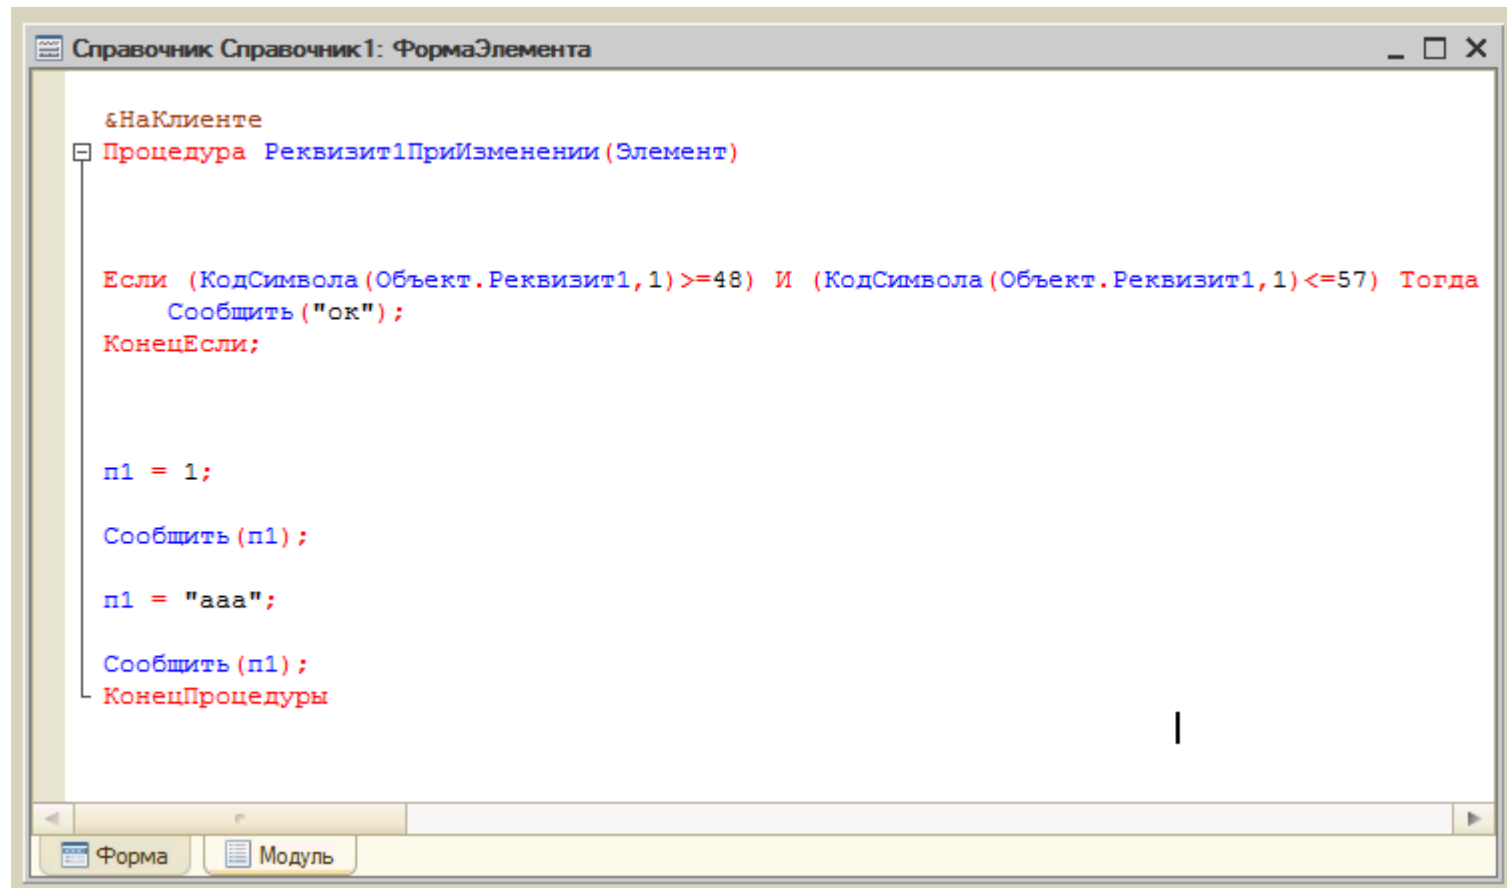 Справочник Справочник1: ФормаЭлемента
&НаКлиенте
Процедура Реквизит1ПриИзменении(Элемент)
Если (КодСимвола(Объект.Реквизит1,1)>=48) И (КодСимвола(Объект.Реквизит1,1)<=57) Тогда
Сообщить("ок");
КонецЕсли;
п1 = 1;
Сообщить(п1);
п1 = "ааа";
Сообщить(п1);
КонецПроцедуры
Форма Модуль